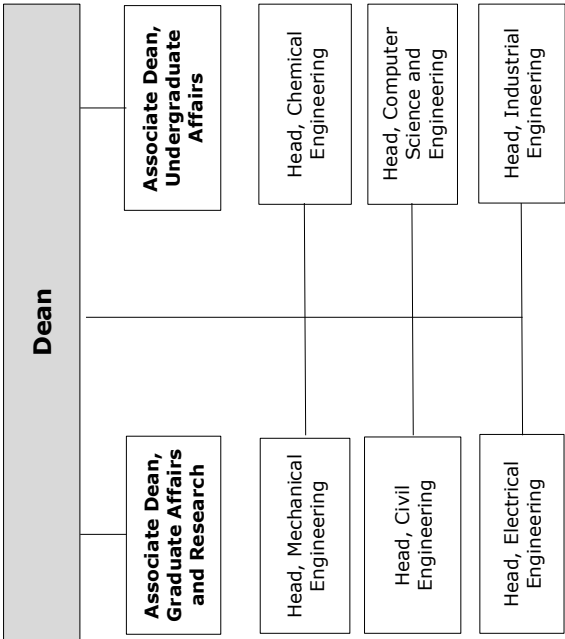 Dean
Associate Dean,
Graduate Affairs
and Research
Associate Dean,
Undergraduate
Affairs
Head, Mechanical
Engineering
Head, Chemical
Engineering
Head, Civil
Engineering
Head, Computer
Science and
Engineering
Head, Electrical
Engineering
Head, Industrial
Engineering